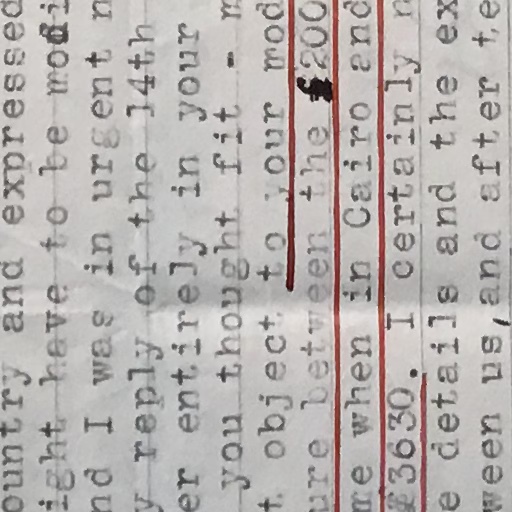 ountry and expressed
ight have to be modi
nd I was in urgent n
y reply of the 14th
er entirely in your
you thought fit - m
t object to your mod
ure between the £200
me when in Cairo and
£3630. I certainly n
e details and the ex
ween us, and after te